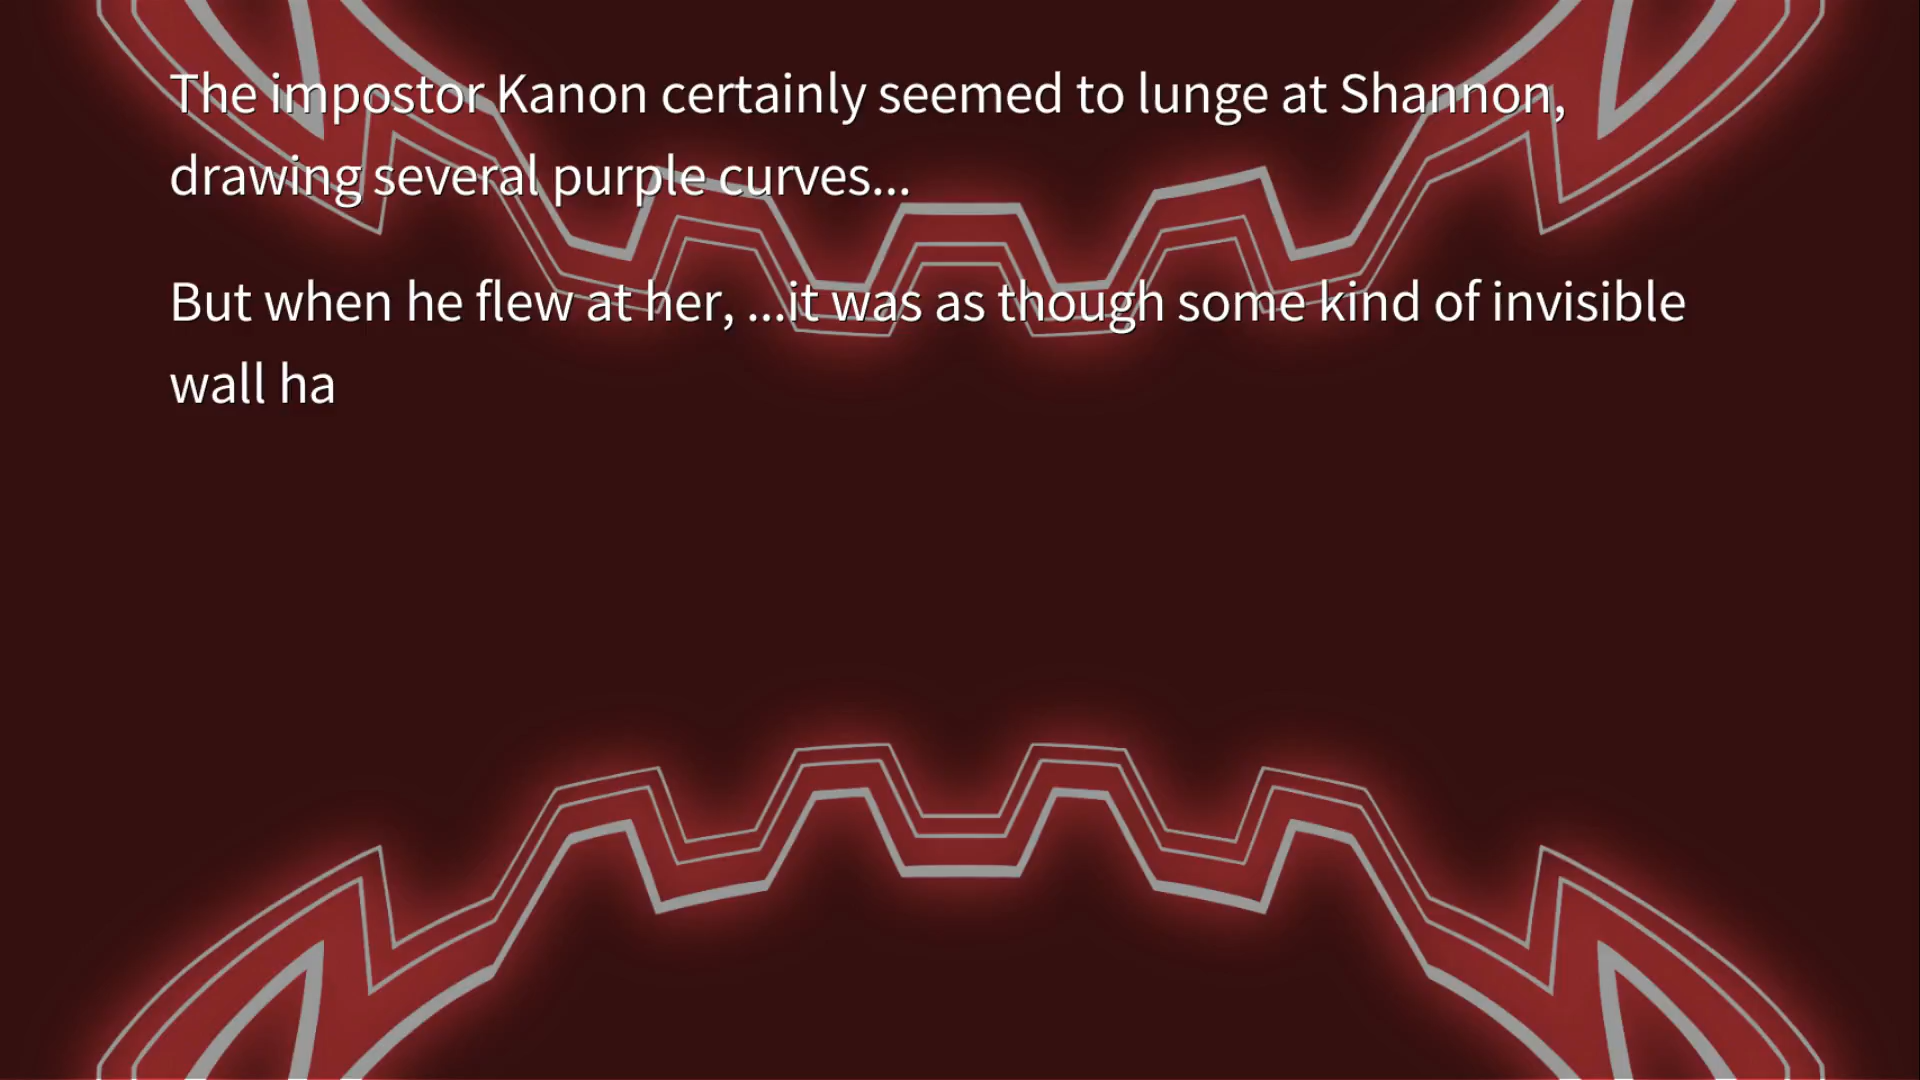 The impostor Kanon certainly seemed to lunge at Shannon,
drawing several purple curves...
But when he flew at her, ...it was as though some kind of invisible
wall ha